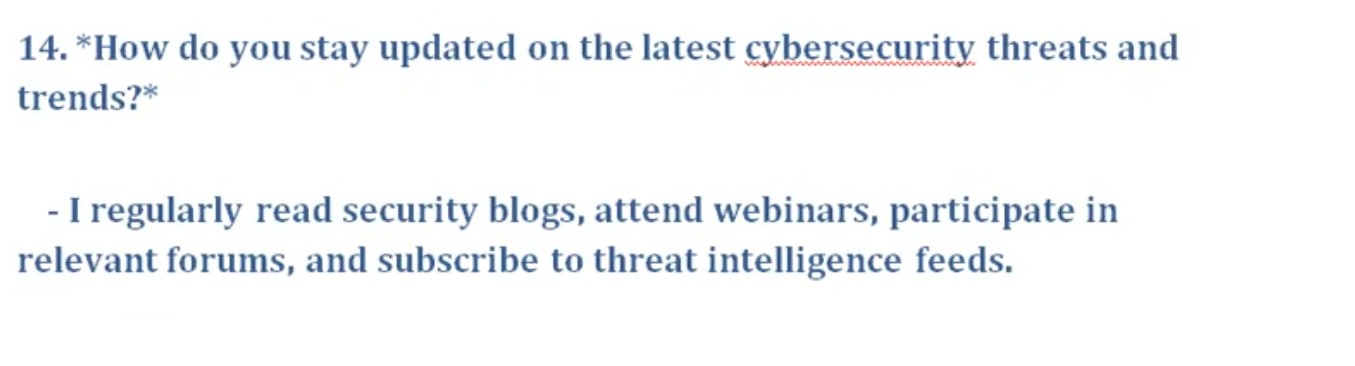 14. *How do you stay updated on the latest cybersecurity threats and
trends?*
- I regularly read security blogs, attend webinars, participate in
relevant forums, and subscribe to threat intelligence feeds.